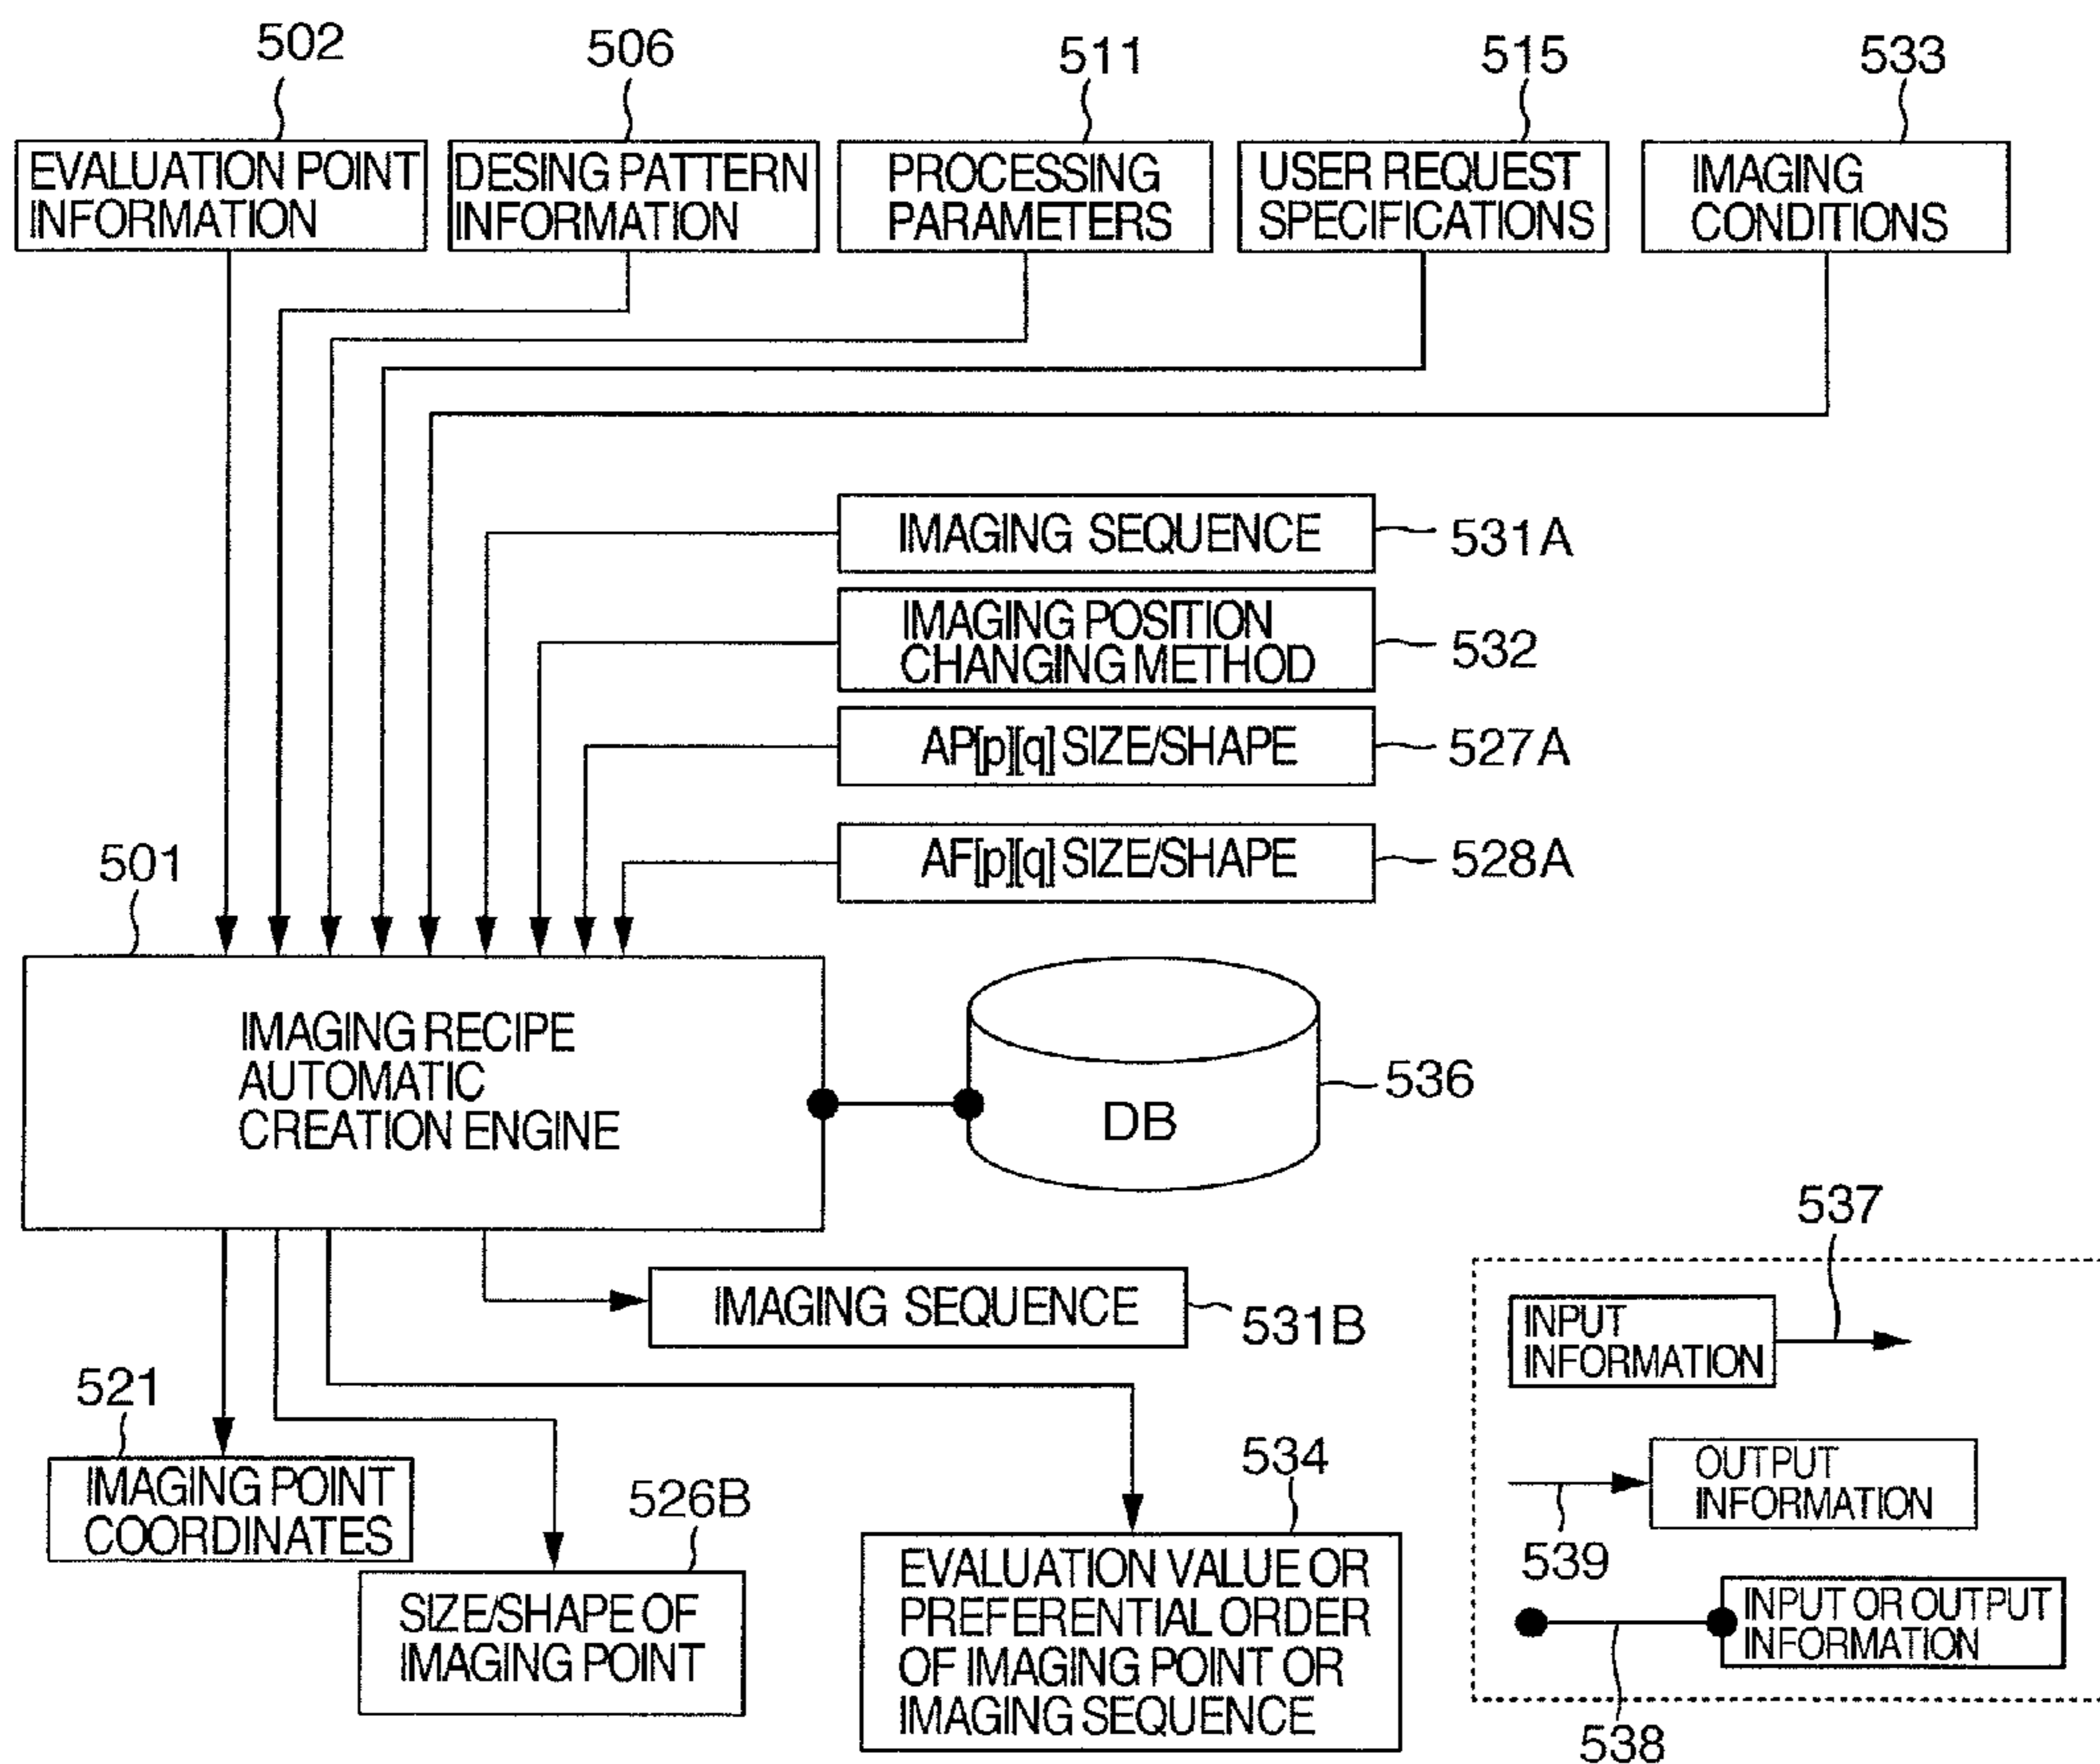 502
506
511
515
533
EVALUATION POINT
INFORMATION
DESING PATTERN
INFORMATION
PROCESSING
PARAMETERS
USER REQUEST
SPECIFICATIONS
IMAGING
CONDITIONS
IMAGING SEQUENCE
531A
IMAGING POSITION
CHANGING METHOD
532
AP[p][q] SIZE/SHAPE
527A
AF[p][q] SIZE/SHAPE
528A
501
IMAGING RECIPE
AUTOMATIC
CREATION ENGINE
DB
536
IMAGING SEQUENCE
531B
521
IMAGING POINT
COORDINATES
526B
SIZE/SHAPE OF
IMAGING POINT
534
EVALUATION VALUE OR
PREFERENTIAL ORDER
OF IMAGING POINT OR
IMAGING SEQUENCE
537
INPUT
INFORMATION
OUTPUT
INFORMATION
539
INPUT OR OUTPUT
INFORMATION
538